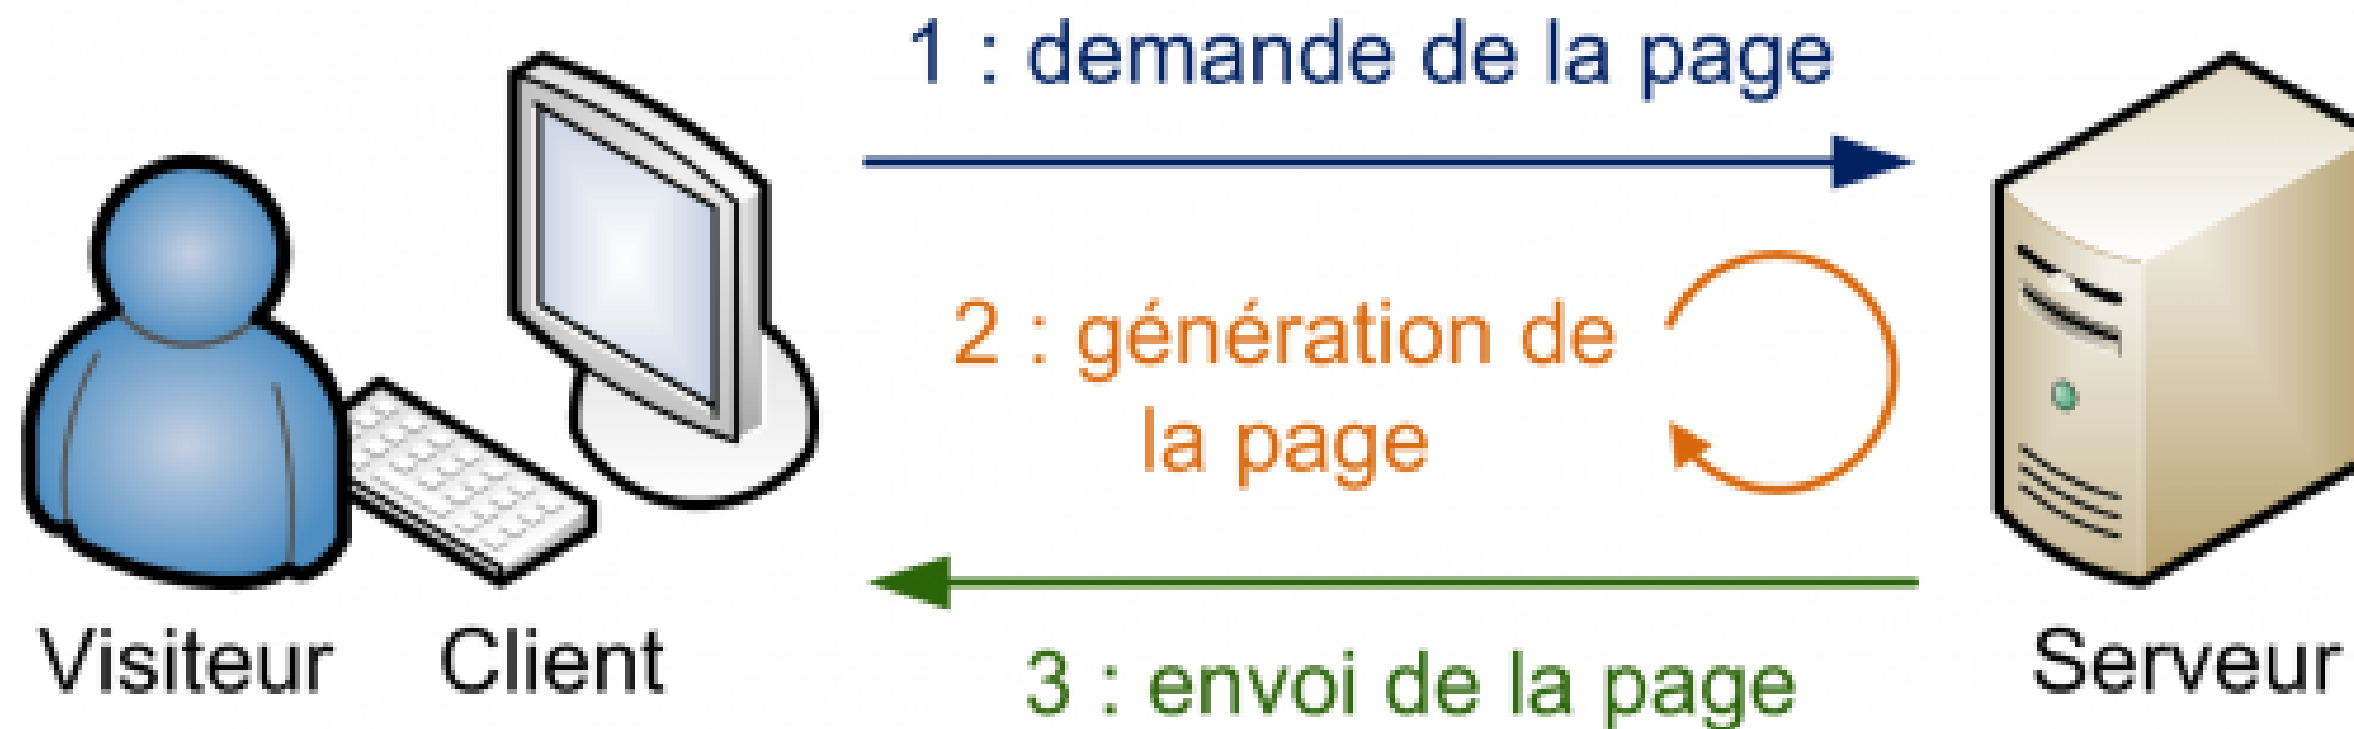 1 : demande de la page
2 : génération de
la page
3 : envoi de la page
Visiteur
Client
Serveur